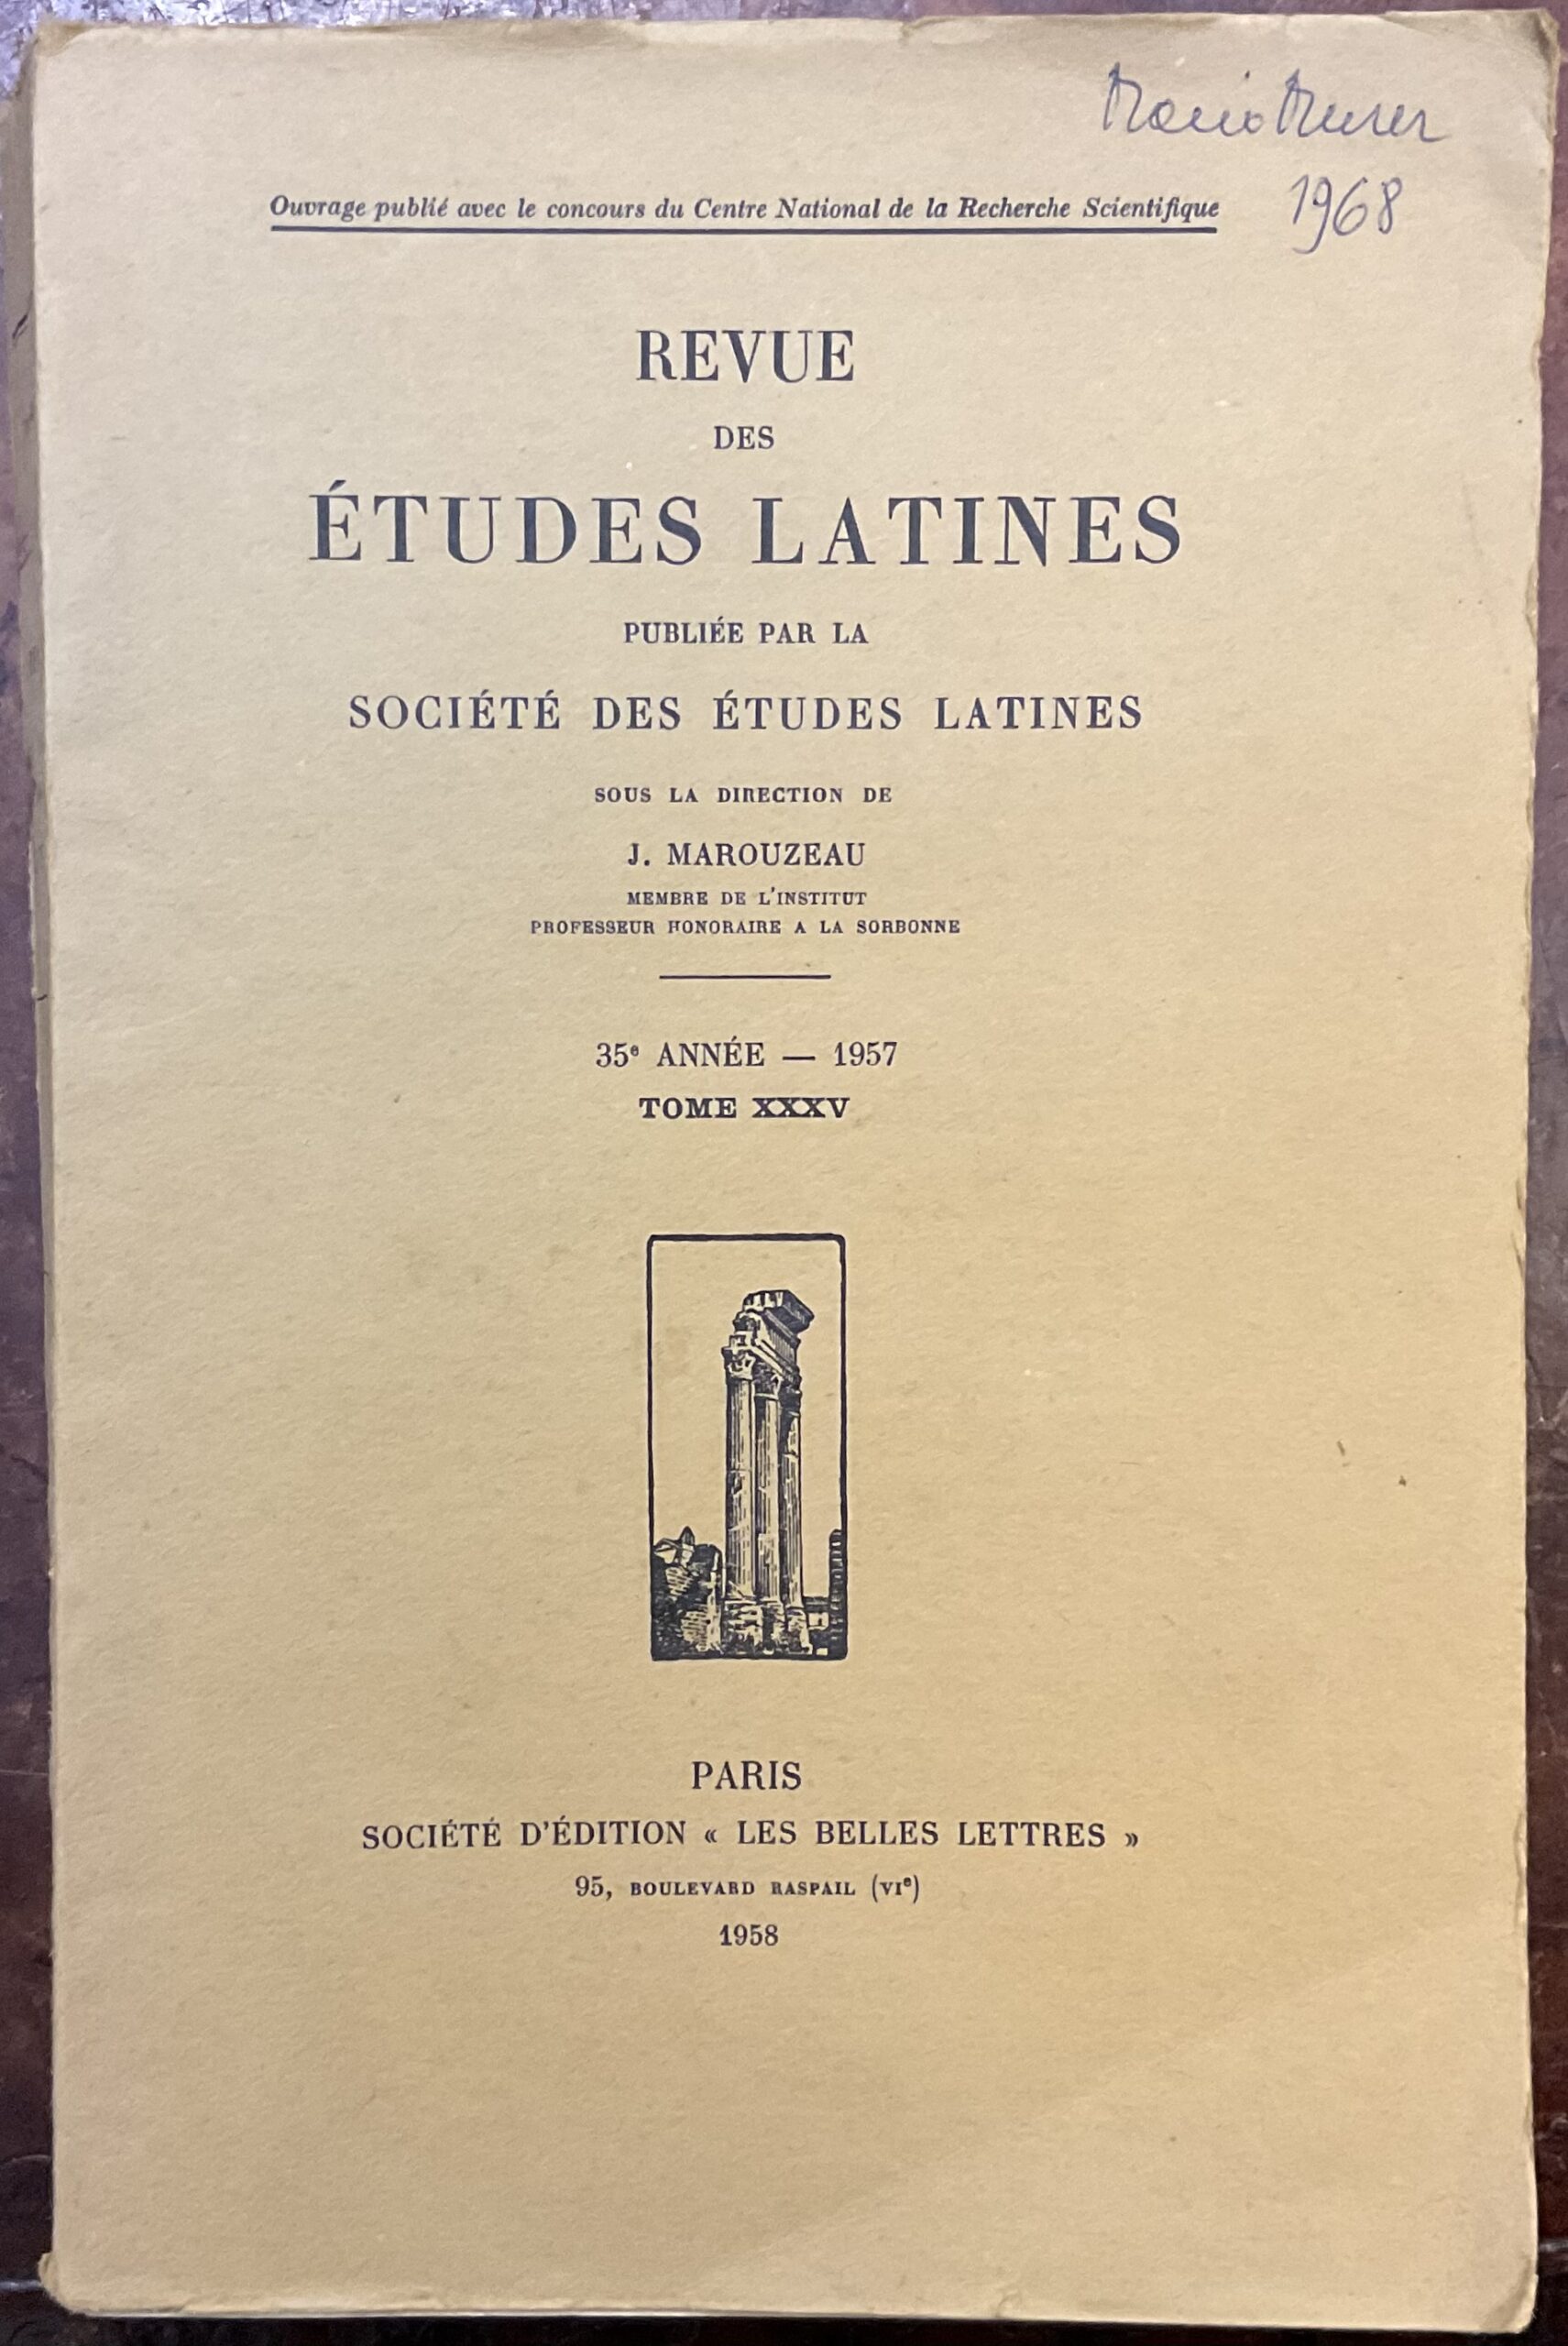 1968
Ouvrage publié avec le concours du Centre National de la Recherche Scientifique
REVUE
DES
ÉTUDES LATINES
PUBLIÉE PAR LA
SOCIÉTÉ DES ÉTUDES LATINES
SOUS LA DIRECTION DE
J. MAROUZEAU
MEMBRE DE L'INSTITUT
PROFESSEUR HONORAIRE A LA SORBONNE
35e ANNÉE — 1957
TOME XXXV
PARIS
SOCIÉTÉ D'ÉDITION « LES BELLES LETTRES »
95, BOULEVARD RASPAIL (VIe)
1958